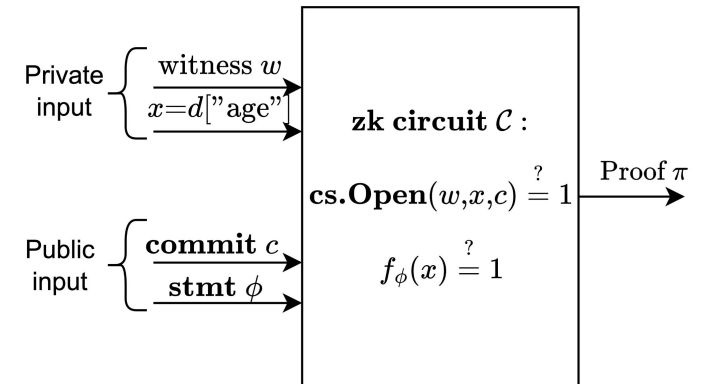 Private
input
witness w
x=d["age"]
Public
input
commit c
stmt ϕ
zk circuit C :
cs.Open(w,x,c) ≟ 1
f_ϕ(x) ≟ 1
Proof π